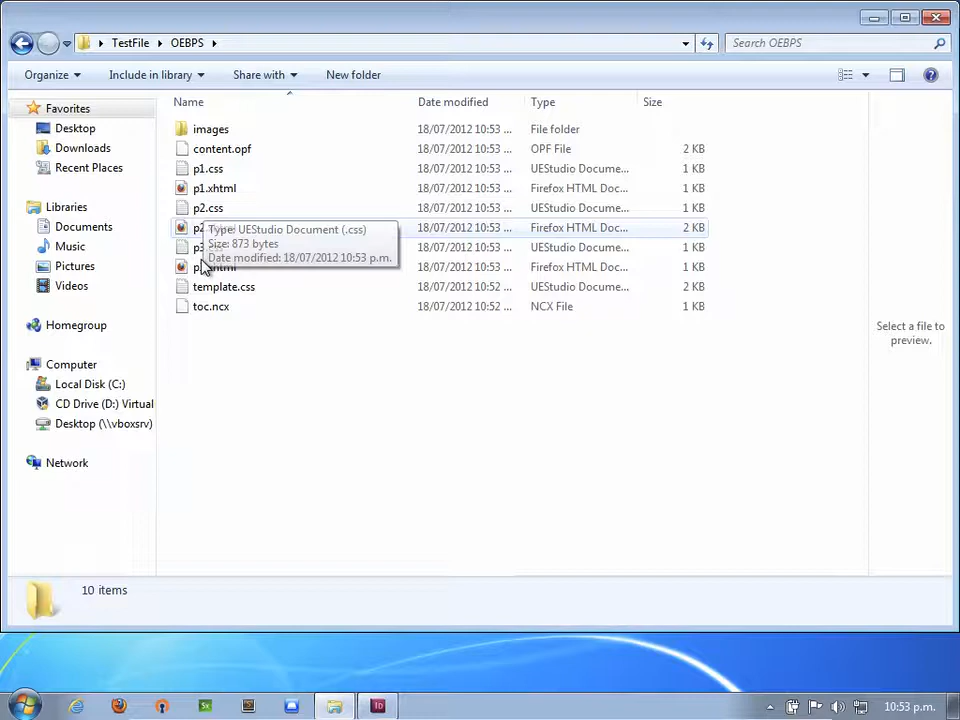 TestFile OEBPS Search OEBPS
Organize Include in library Share with New folder
Name Date modified Type Size
Favorites
Desktop
Downloads
Recent Places
Libraries
Documents
Music
Pictures
Videos
Homegroup
Computer
Local Disk (C:)
CD Drive (D:) Virtual
Desktop (\\vboxsrv)
Network
images 18/07/2012 10:53 ... File folder
content.opf 18/07/2012 10:53 ... OPF File 2 KB
p1.css 18/07/2012 10:53 ... UEStudio Docume... 1 KB
p1.xhtml 18/07/2012 10:53 ... Firefox HTML Doc... 1 KB
p2.css 18/07/2012 10:53 ... UEStudio Docume... 1 KB
18/07/2012 10:53 ... Firefox HTML Doc... 2 KB
18/07/2012 10:53 ... UEStudio Docume... 1 KB
18/07/2012 10:53 ... Firefox HTML Doc... 1 KB
template.css 18/07/2012 10:52 ... UEStudio Docume... 2 KB
toc.ncx 18/07/2012 10:52 ... NCX File 1 KB
Type: UEStudio Document (.css)
Size: 873 bytes
Date modified: 18/07/2012 10:53 p.m.
Select a file to
preview.
10 items
10:53 p.m.